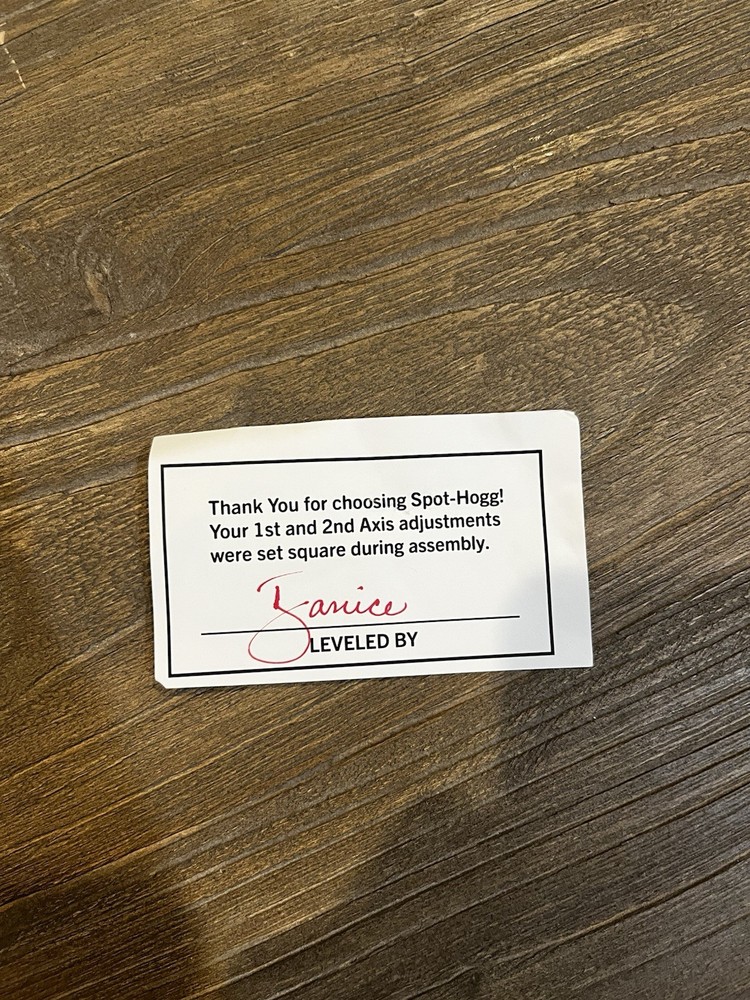 Thank You for choosing Spot-Hogg!
Your 1st and 2nd Axis adjustments
were set square during assembly.
Janice
LEVELED BY